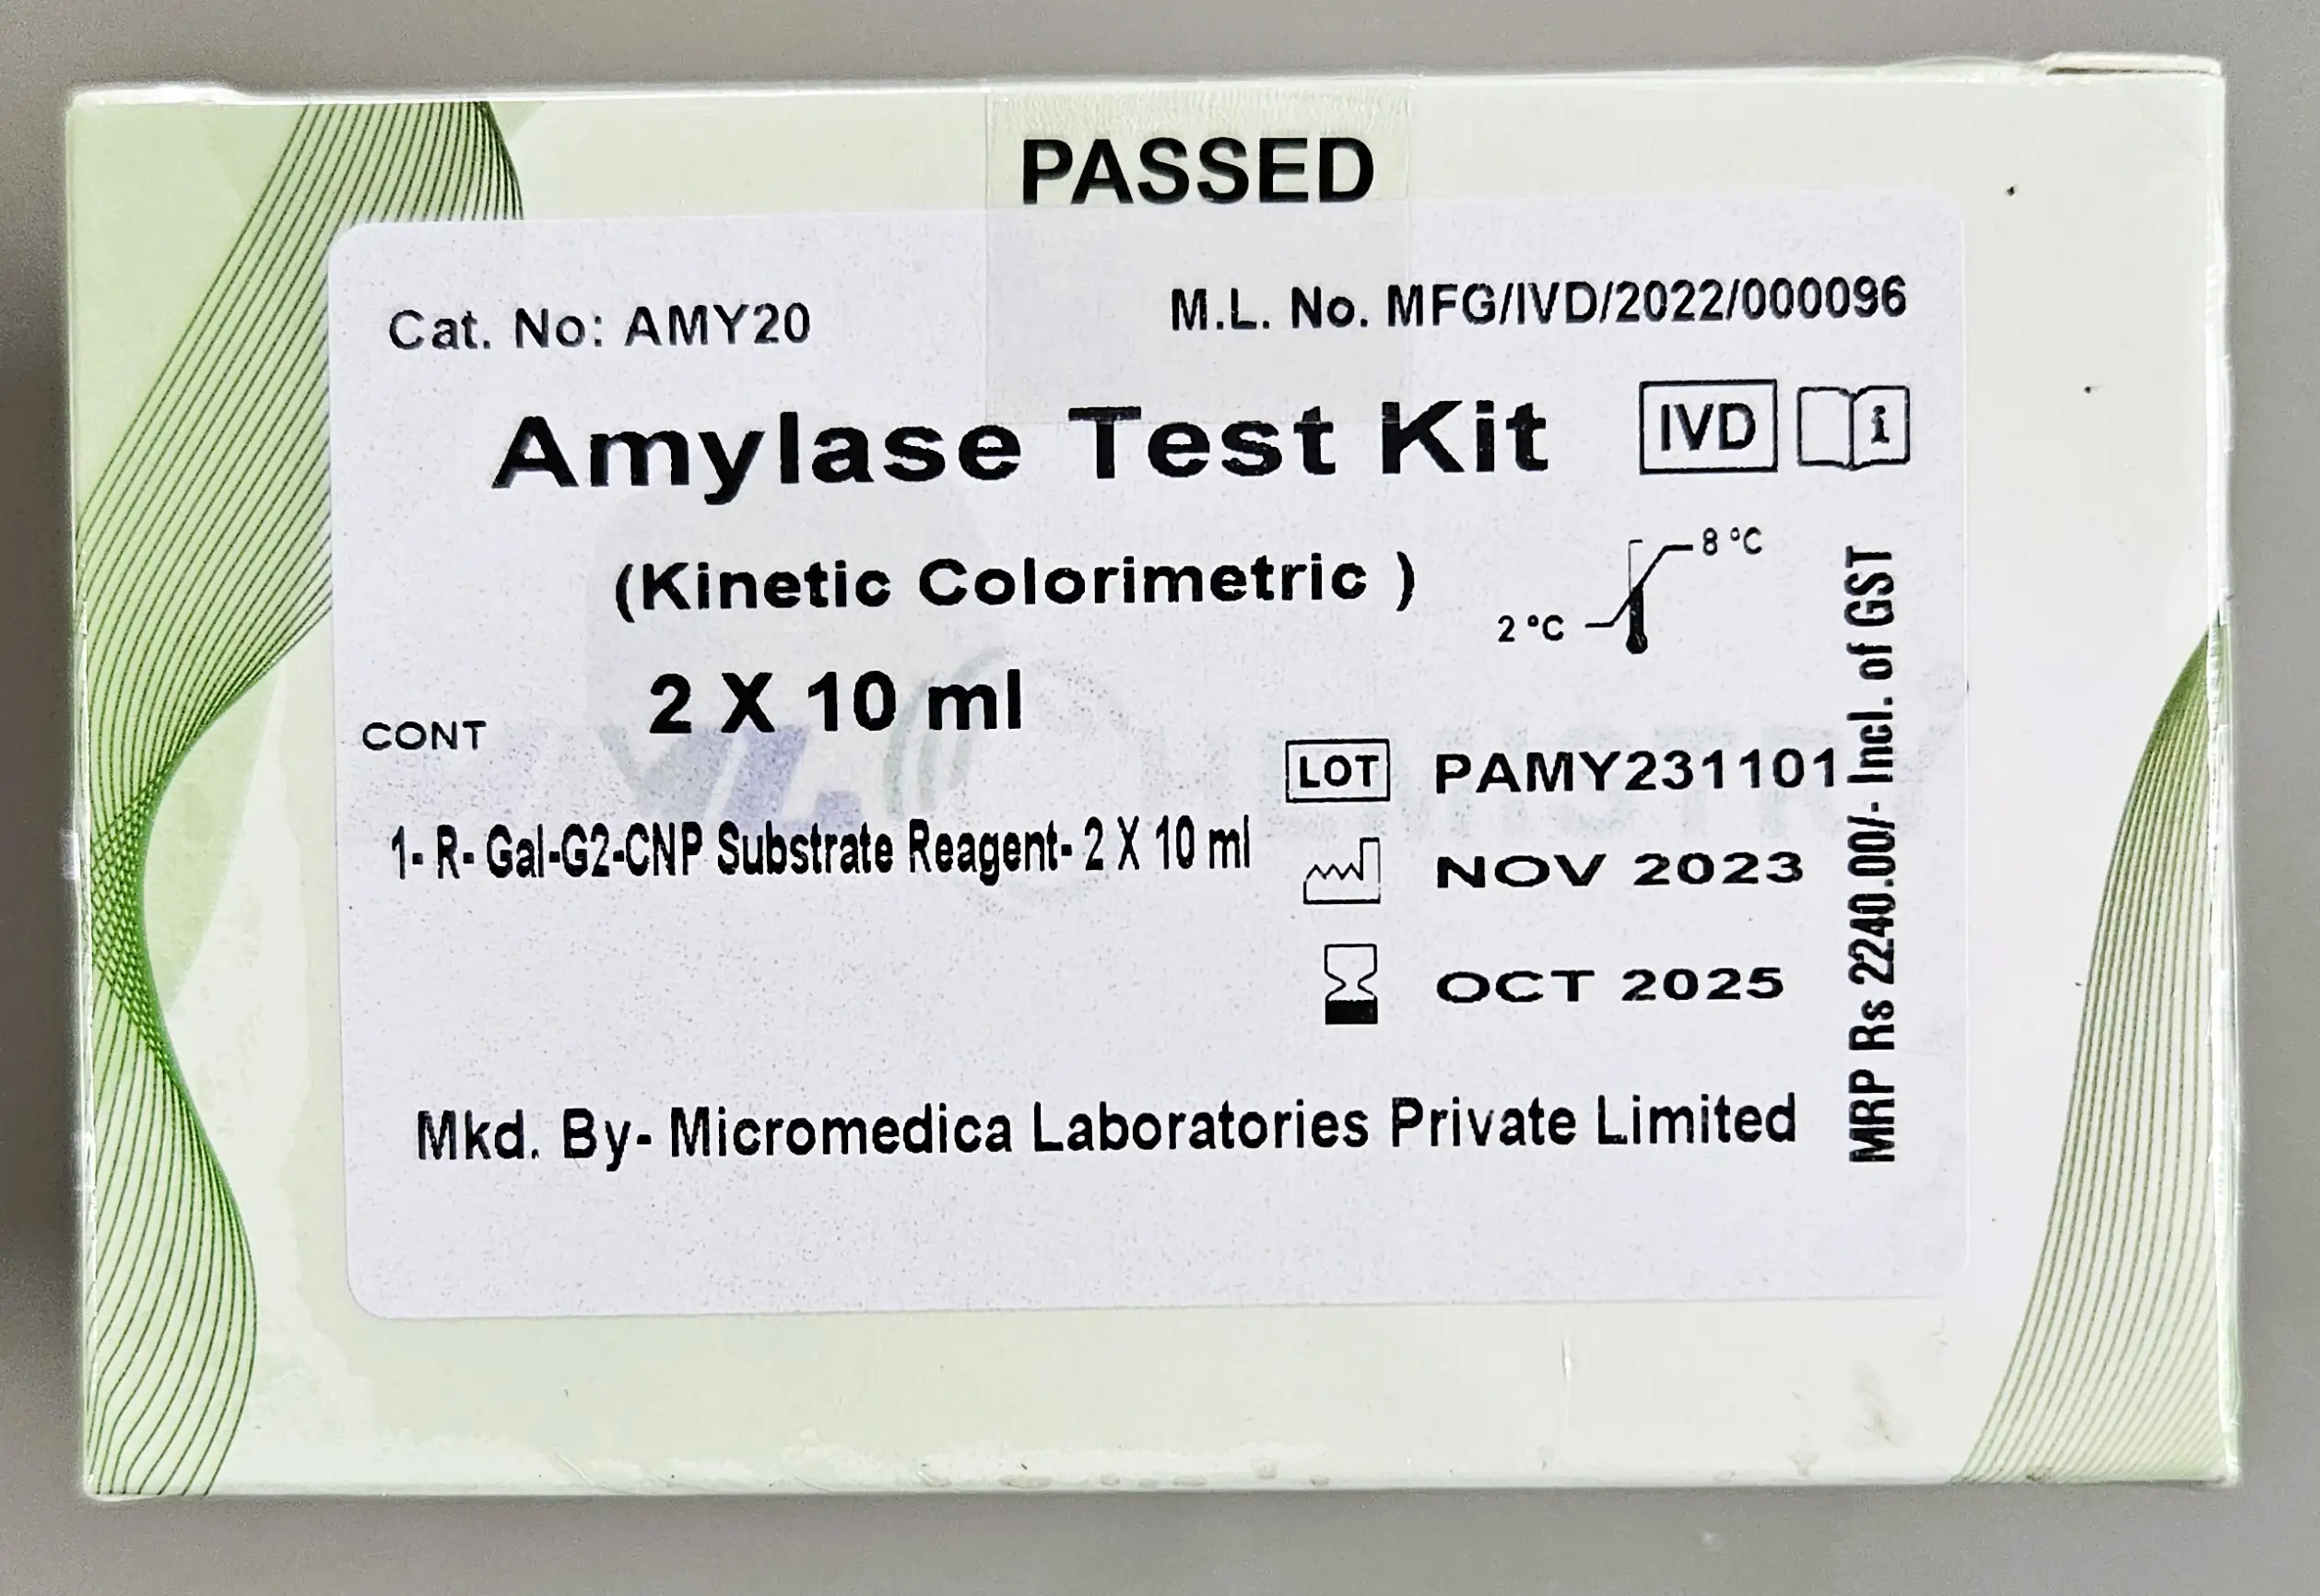 PASSED
Cat. No: AMY20
M.L. No. MFG/IVD/2022/000096
Amylase Test Kit
IVD
i
(Kinetic Colorimetric )
8 °C
2 °C
2 X 10 ml
CONT
LOT PAMY231101
1- R- Gal-G2-CNP Substrate Reagent- 2 X 10 ml
NOV 2023
OCT 2025
MRP Rs 2240.00/- Incl. of GST
Mkd. By- Micromedica Laboratories Private Limited